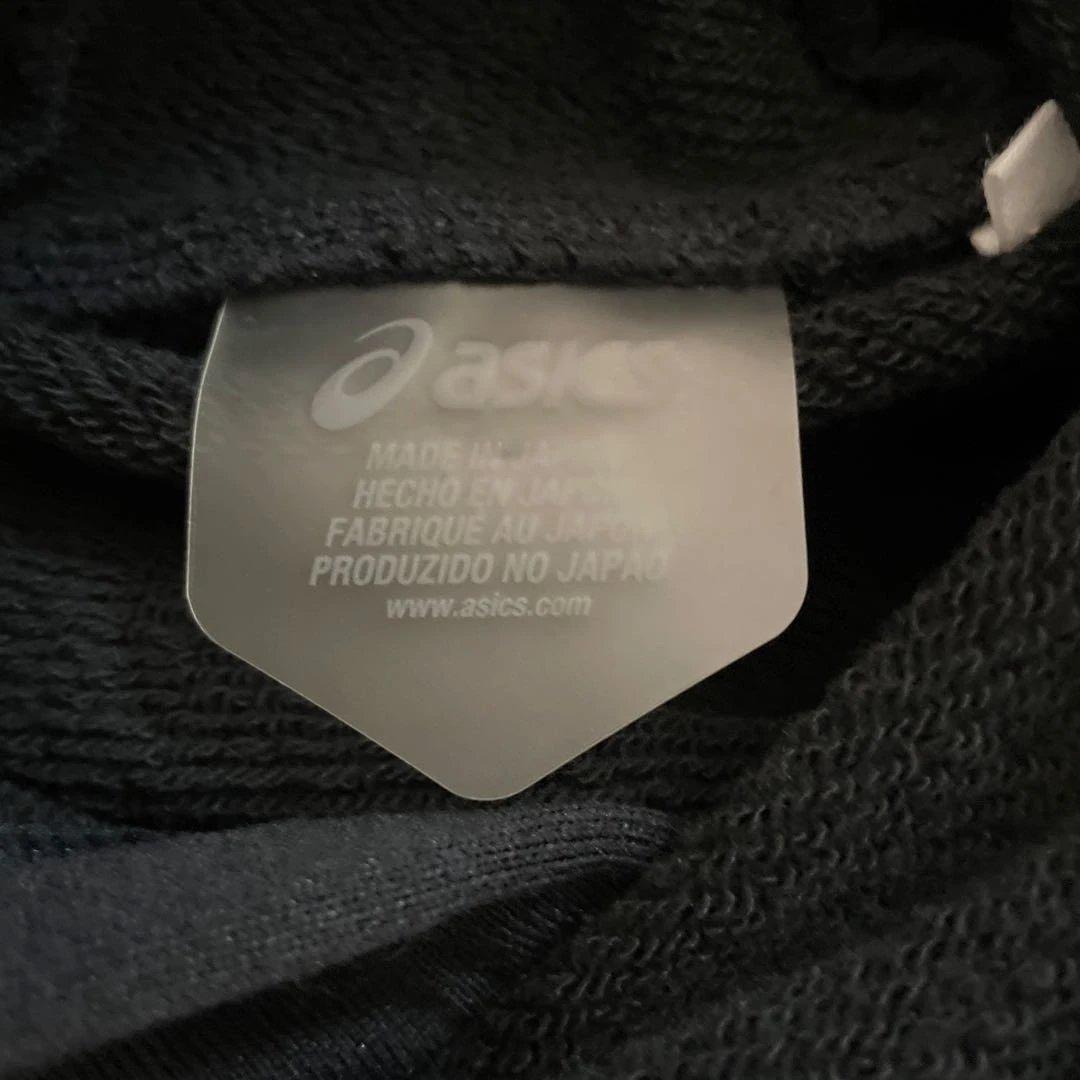 asics
MADE IN JAPAN
HECHO EN JAPON
FABRIQUE AU JAPON
PRODUZIDO NO JAPAO
www.asics.com